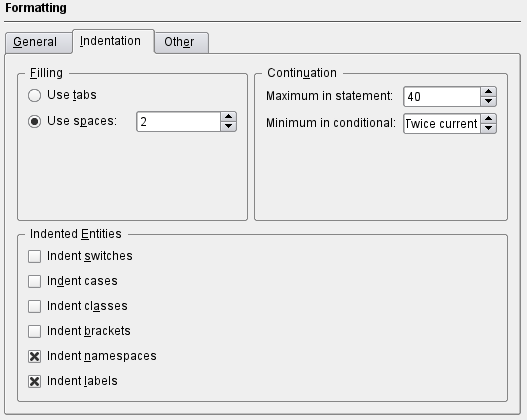 Formatting
General Indentation Other
Filling
Use tabs
Use spaces: 2
Continuation
Maximum in statement: 40
Minimum in conditional: Twice current
Indented Entities
Indent switches
Indent cases
Indent classes
Indent brackets
Indent namespaces
Indent labels